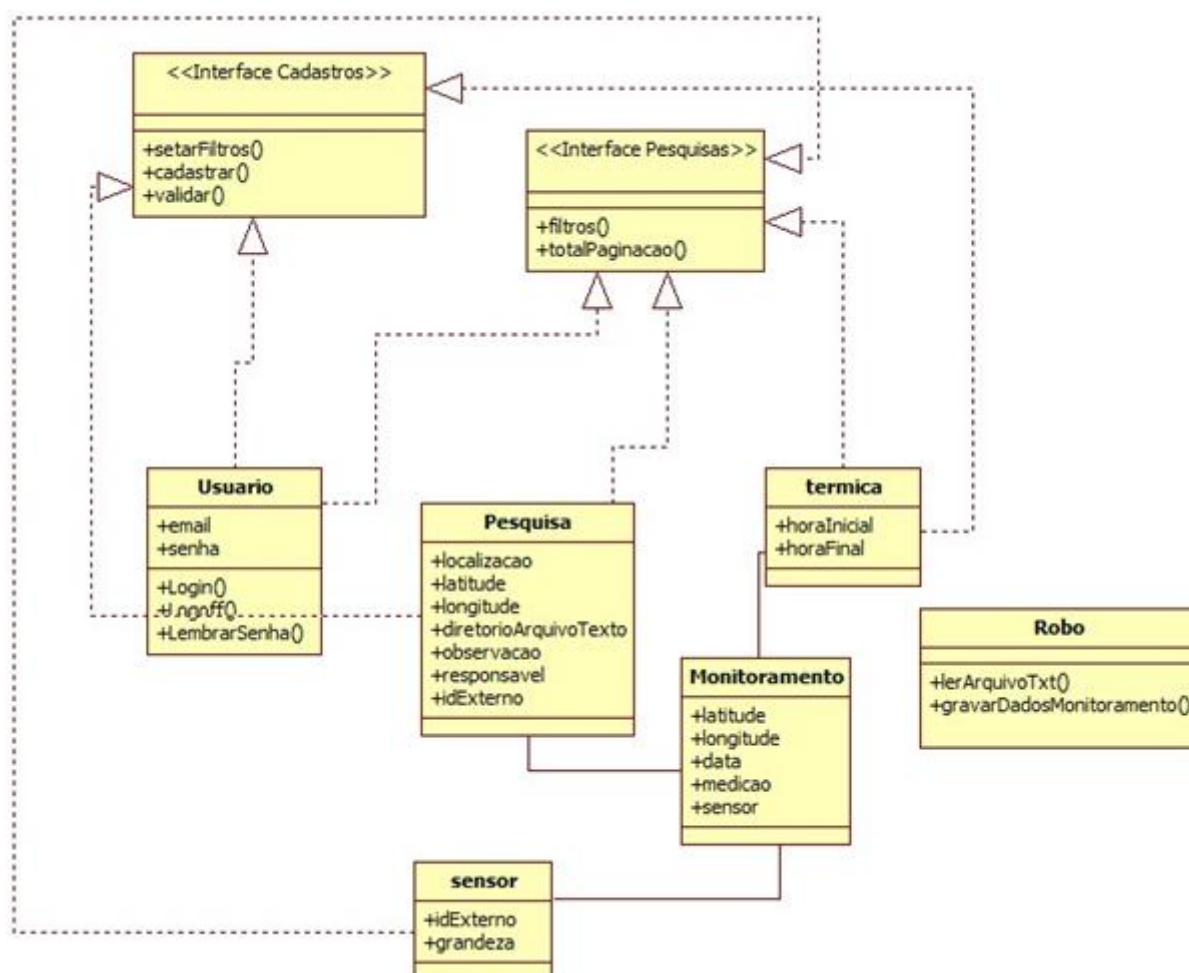 <<Interface Cadastros>>
+setarFiltros()
+cadastrar()
+validar()
<<Interface Pesquisas>>
+filtros()
+totalPaginacao()
Usuario
+email
+senha
+Login()
+Logoff()
+LembrarSenha()
Pesquisa
+localizacao
+latitude
+longitude
+diretorioArquivoTexto
+observacao
+responsavel
+idExterno
termica
+horaInicial
+horaFinal
Robo
+lerArquivoTxt()
+gravarDadosMonitoramento()
Monitoramento
+latitude
+longitude
+data
+medicao
+sensor
sensor
+idExterno
+grandeza